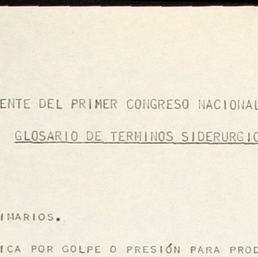 ENTE DEL PRIMER CONGRESO NACIONAL
GLOSARIO DE TERMINOS SIDERURGIC
IMARIOS.
ICA POR GOLPE O PRESIÓN PARA PROD